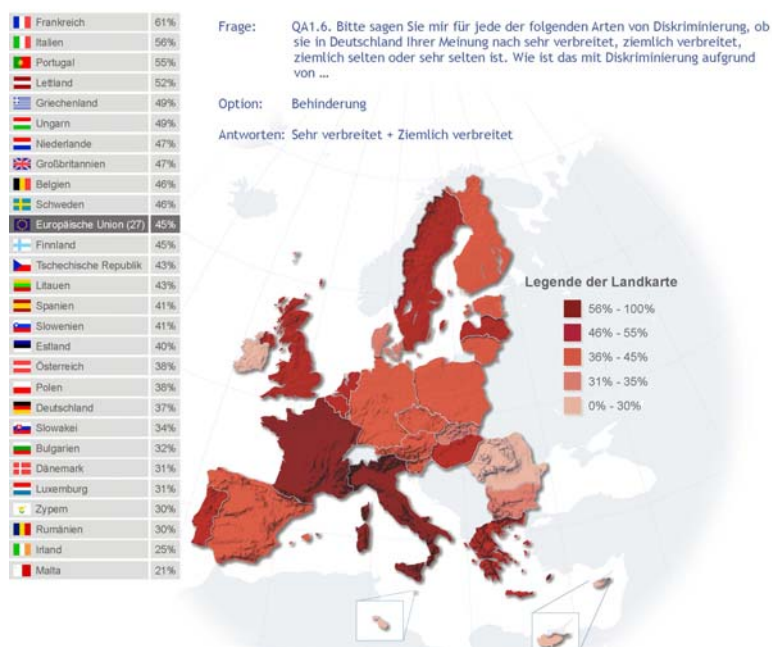 Frankreich 61%
Italien 56%
Portugal 55%
Lettland 52%
Griechenland 49%
Ungarn 49%
Niederlande 47%
Großbritannien 47%
Belgien 46%
Schweden 46%
Europäische Union (27) 45%
Finnland 45%
Tschechische Republik 43%
Litauen 43%
Spanien 41%
Slowenien 41%
Estland 40%
Österreich 38%
Polen 38%
Deutschland 37%
Slowakei 34%
Bulgarien 32%
Dänemark 31%
Luxemburg 31%
Zypern 30%
Rumänien 30%
Irland 25%
Malta 21%
Frage: QA1.6. Bitte sagen Sie mir für jede der folgenden Arten von Diskriminierung, ob
sie in Deutschland Ihrer Meinung nach sehr verbreitet, ziemlich verbreitet,
ziemlich selten oder sehr selten ist. Wie ist das mit Diskriminierung aufgrund
von …
Option: Behinderung
Antworten: Sehr verbreitet + Ziemlich verbreitet
Legende der Landkarte
56% - 100%
46% - 55%
36% - 45%
31% - 35%
0% - 30%